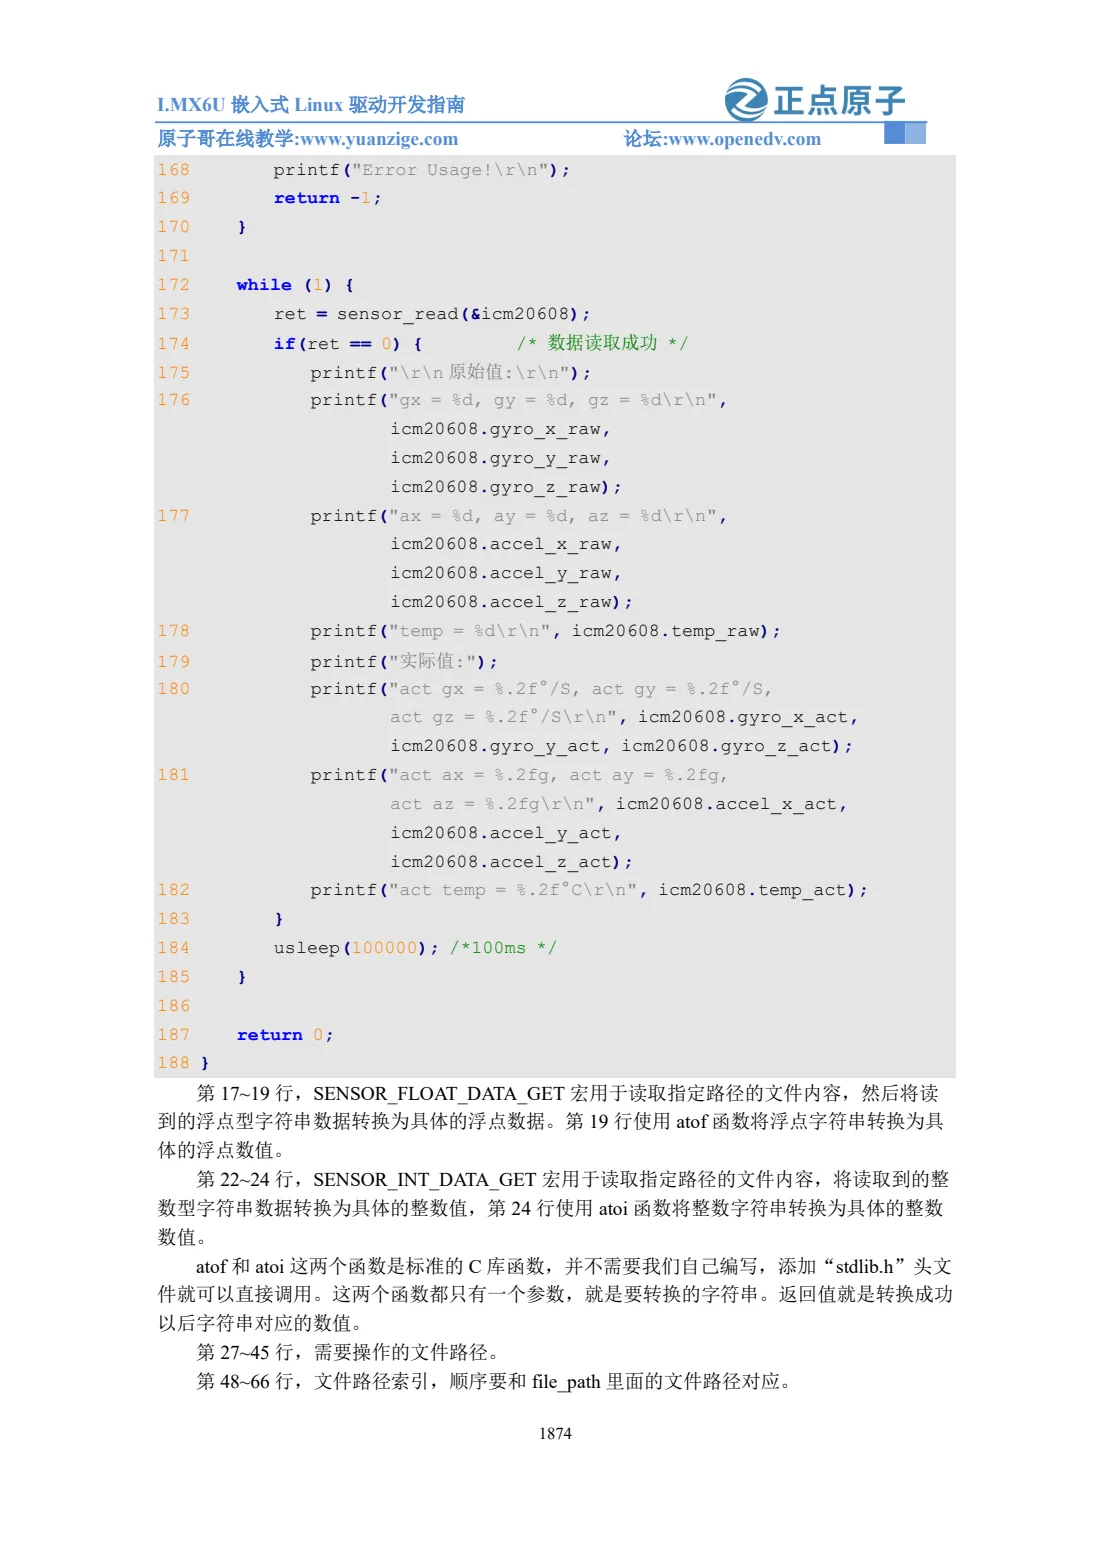 I.MX6U 嵌入式 Linux 驱动开发指南
正点原子
原子哥在线教学:www.yuanzige.com 论坛:www.openedv.com
168 printf("Error Usage!\r\n");
169 return -1;
170 }
171
172 while (1) {
173 ret = sensor_read(&icm20608);
174 if(ret == 0) { /* 数据读取成功 */
175 printf("\r\n 原始值:\r\n");
176 printf("gx = %d, gy = %d, gz = %d\r\n",
icm20608.gyro_x_raw,
icm20608.gyro_y_raw,
icm20608.gyro_z_raw);
177 printf("ax = %d, ay = %d, az = %d\r\n",
icm20608.accel_x_raw,
icm20608.accel_y_raw,
icm20608.accel_z_raw);
178 printf("temp = %d\r\n", icm20608.temp_raw);
179 printf("实际值:");
180 printf("act gx = %.2f°/S, act gy = %.2f°/S,
act gz = %.2f°/S\r\n", icm20608.gyro_x_act,
icm20608.gyro_y_act, icm20608.gyro_z_act);
181 printf("act ax = %.2fg, act ay = %.2fg,
act az = %.2fg\r\n", icm20608.accel_x_act,
icm20608.accel_y_act,
icm20608.accel_z_act);
182 printf("act temp = %.2f°C\r\n", icm20608.temp_act);
183 }
184 usleep(100000); /*100ms */
185 }
186
187 return 0;
188 }
第 17~19 行，SENSOR_FLOAT_DATA_GET 宏用于读取指定路径的文件内容，然后将读
到的浮点型字符串数据转换为具体的浮点数据。第 19 行使用 atof 函数将浮点字符串转换为具
体的浮点数值。
第 22~24 行，SENSOR_INT_DATA_GET 宏用于读取指定路径的文件内容，将读取到的整
数型字符串数据转换为具体的整数值，第 24 行使用 atoi 函数将整数字符串转换为具体的整数
数值。
atof 和 atoi 这两个函数是标准的 C 库函数，并不需要我们自己编写，添加“stdlib.h”头文
件就可以直接调用。这两个函数都只有一个参数，就是要转换的字符串。返回值就是转换成功
以后字符串对应的数值。
第 27~45 行，需要操作的文件路径。
第 48~66 行，文件路径索引，顺序要和 file_path 里面的文件路径对应。
1874